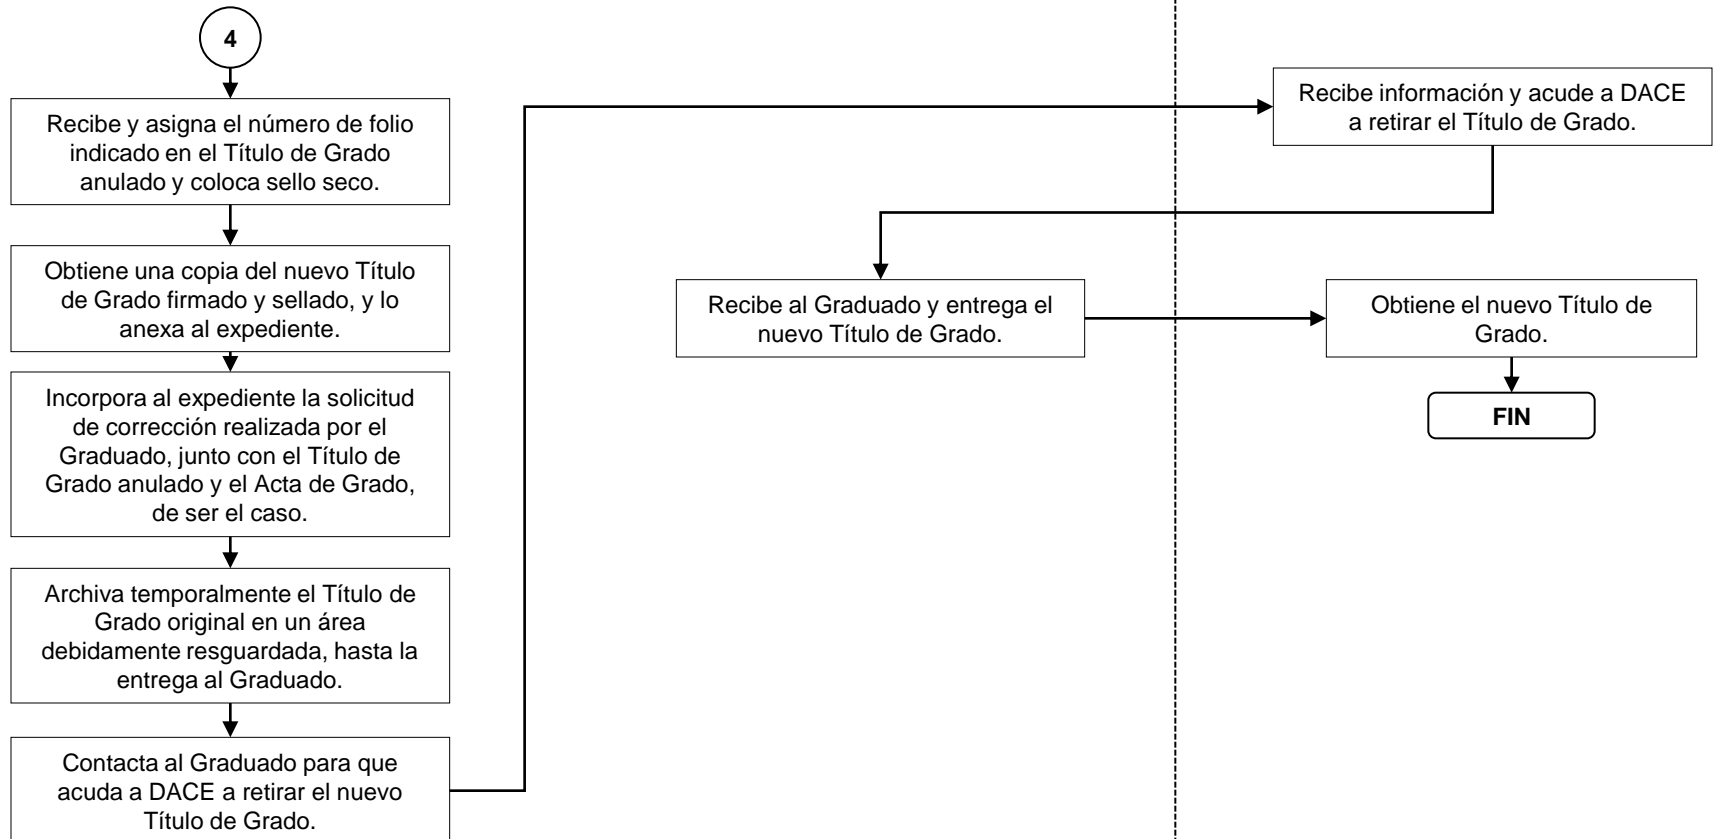 4
Recibe y asigna el número de folio
indicado en el Título de Grado
anulado y coloca sello seco.
Obtiene una copia del nuevo Título
de Grado firmado y sellado, y lo
anexa al expediente.
Incorpora al expediente la solicitud
de corrección realizada por el
Graduado, junto con el Título de
Grado anulado y el Acta de Grado,
de ser el caso.
Archiva temporalmente el Título de
Grado original en un área
debidamente resguardada, hasta la
entrega al Graduado.
Contacta al Graduado para que
acuda a DACE a retirar el nuevo
Título de Grado.
Recibe información y acude a DACE
a retirar el Título de Grado.
Recibe al Graduado y entrega el
nuevo Título de Grado.
Obtiene el nuevo Título de
Grado.
FIN